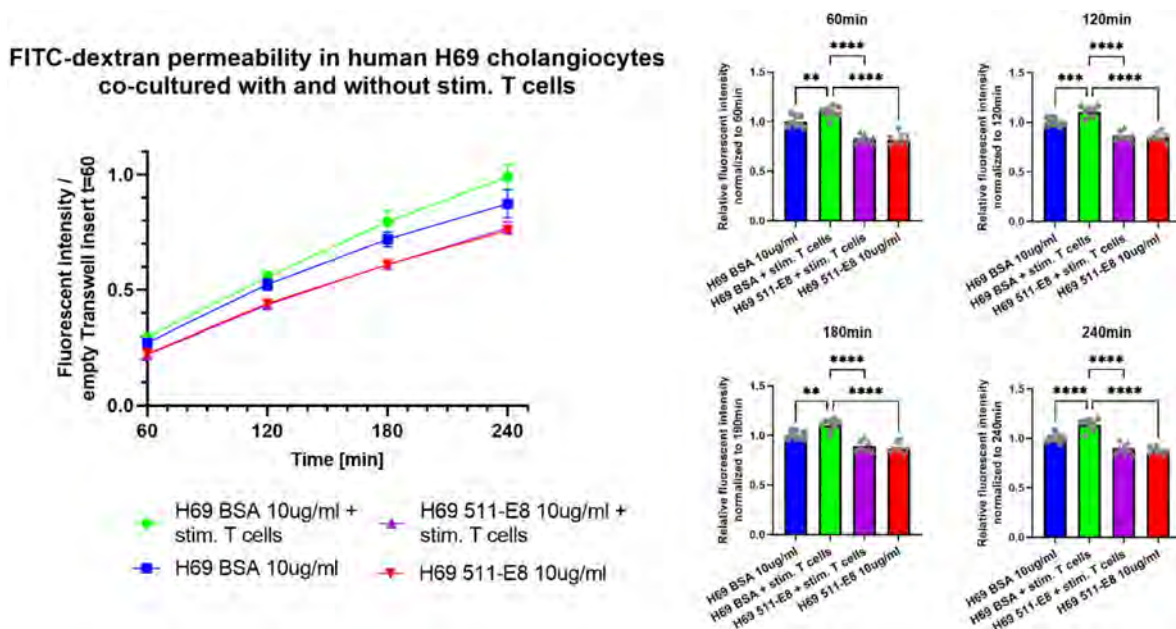 FITC-dextran permeability in human H69 cholangiocytes
co-cultured with and without stim. T cells
Fluorescent intensity /
empty Transwell insert t=60
1.0
0.5
0.0
60
120
180
240
Time [min]
H69 BSA 10ug/ml +
stim. T cells
H69 511-E8 10ug/ml +
stim. T cells
H69 BSA 10ug/ml
H69 511-E8 10ug/ml
60min
****
**
****
Relative fluorescent intensity
normalized to 60min
1.5
1.0
0.5
0.0
H69 BSA 10ug/ml
H69 BSA + stim. T cells
H69 511-E8 + stim. T cells
H69 511-E8 10ug/ml
120min
****
***
****
Relative fluorescent intensity
normalized to 120min
1.5
1.0
0.5
0.0
H69 BSA 10ug/ml
H69 BSA + stim. T cells
H69 511-E8 + stim. T cells
H69 511-E8 10ug/ml
180min
****
**
****
Relative fluorescent intensity
normalized to 180min
1.5
1.0
0.5
0.0
H69 BSA 10ug/ml
H69 BSA + stim. T cells
H69 511-E8 + stim. T cells
H69 511-E8 10ug/ml
240min
****
****
****
Relative fluorescent intensity
normalized to 240min
1.5
1.0
0.5
0.0
H69 BSA 10ug/ml
H69 BSA + stim. T cells
H69 511-E8 + stim. T cells
H69 511-E8 10ug/ml